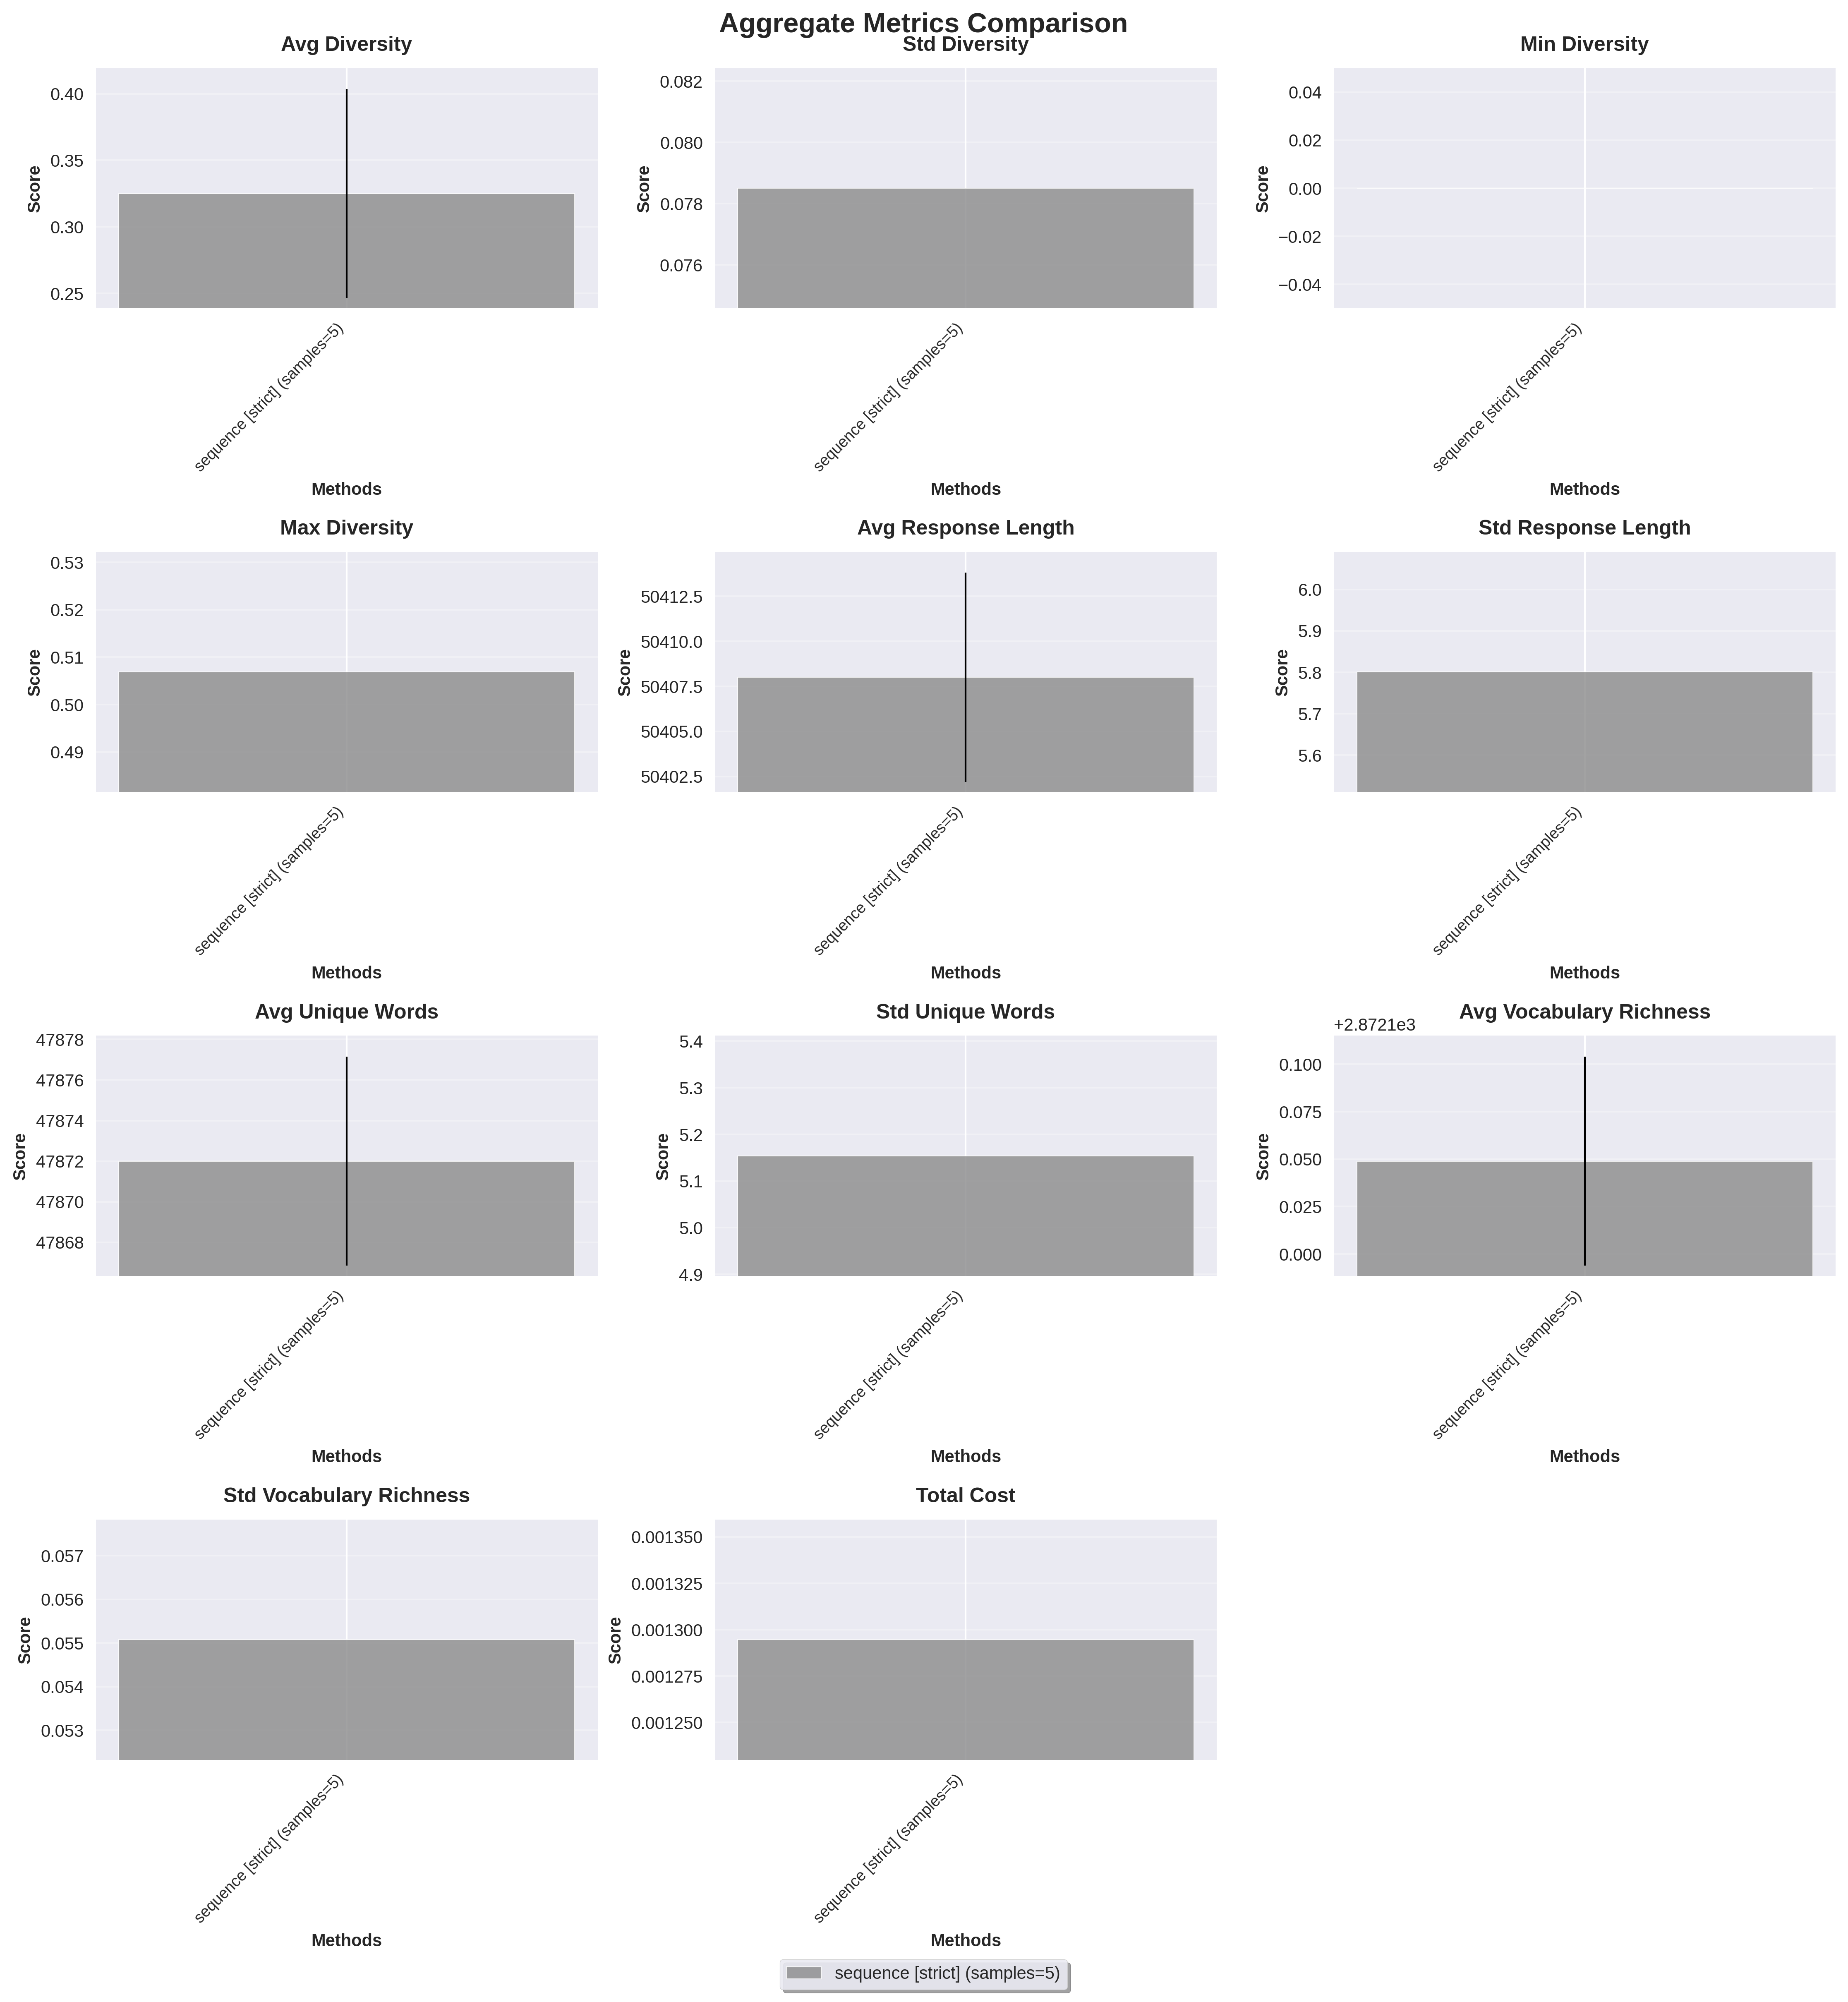 Aggregate Metrics Comparison
Avg Diversity
Score
0.40
0.35
0.30
0.25
sequence [strict] (samples=5)
Methods
Std Diversity
Score
0.082
0.080
0.078
0.076
sequence [strict] (samples=5)
Methods
Min Diversity
Score
0.04
0.02
0.00
−0.02
−0.04
sequence [strict] (samples=5)
Methods
Max Diversity
Score
0.53
0.52
0.51
0.50
0.49
sequence [strict] (samples=5)
Methods
Avg Response Length
Score
50412.5
50410.0
50407.5
50405.0
50402.5
sequence [strict] (samples=5)
Methods
Std Response Length
Score
6.0
5.9
5.8
5.7
5.6
sequence [strict] (samples=5)
Methods
Avg Unique Words
Score
47878
47876
47874
47872
47870
47868
sequence [strict] (samples=5)
Methods
Std Unique Words
Score
5.4
5.3
5.2
5.1
5.0
4.9
sequence [strict] (samples=5)
Methods
Avg Vocabulary Richness
+2.8721e3
Score
0.100
0.075
0.050
0.025
0.000
sequence [strict] (samples=5)
Methods
Std Vocabulary Richness
Score
0.057
0.056
0.055
0.054
0.053
sequence [strict] (samples=5)
Methods
Total Cost
Score
0.001350
0.001325
0.001300
0.001275
0.001250
sequence [strict] (samples=5)
Methods
sequence [strict] (samples=5)